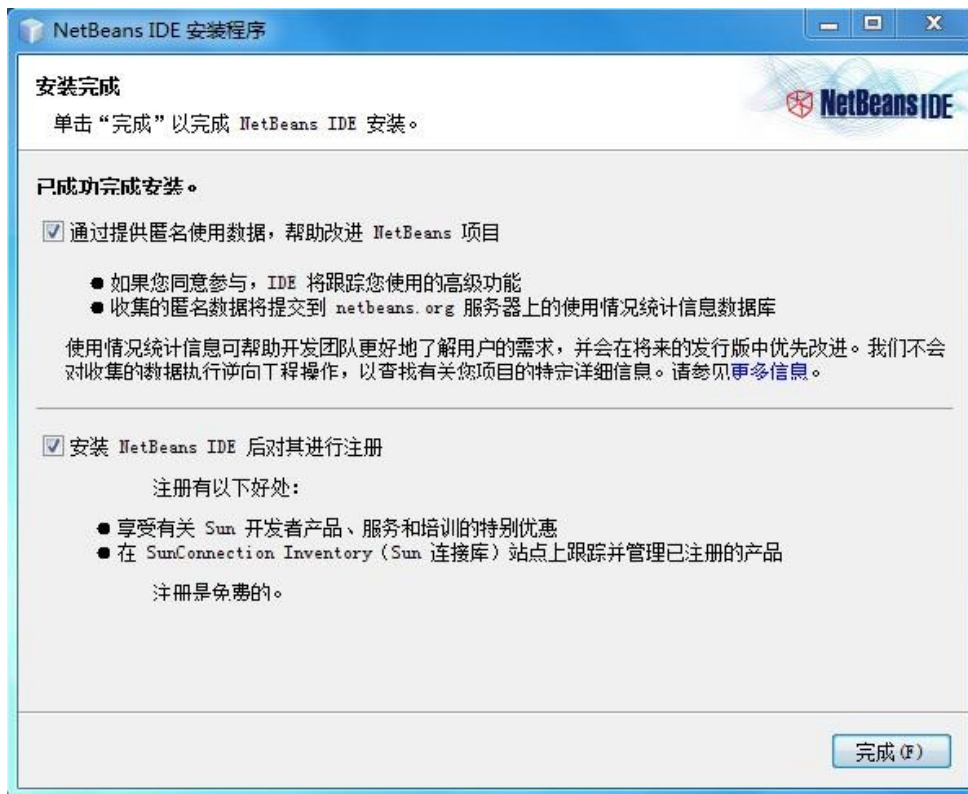 NetBeans IDE 安装程序
安装完成
单击“完成”以完成 NetBeans IDE 安装。
NetBeans IDE
已成功完成安装。
通过提供匿名使用数据，帮助改进 NetBeans 项目
● 如果您同意参与，IDE 将跟踪您使用的高级功能
● 收集的匿名数据将提交到 netbeans.org 服务器上的使用情况统计信息数据库
使用情况统计信息可帮助开发团队更好地了解用户的需求，并会在将来的发行版中优先改进。我们不会
对收集的数据执行逆向工程操作，以查找有关您项目的特定详细信息。请参见更多信息。
安装 NetBeans IDE 后对其进行注册
注册有以下好处：
● 享受有关 Sun 开发者产品、服务和培训的特别优惠
● 在 SunConnection Inventory（Sun 连接库）站点上跟踪并管理已注册的产品
注册是免费的。
完成(F)